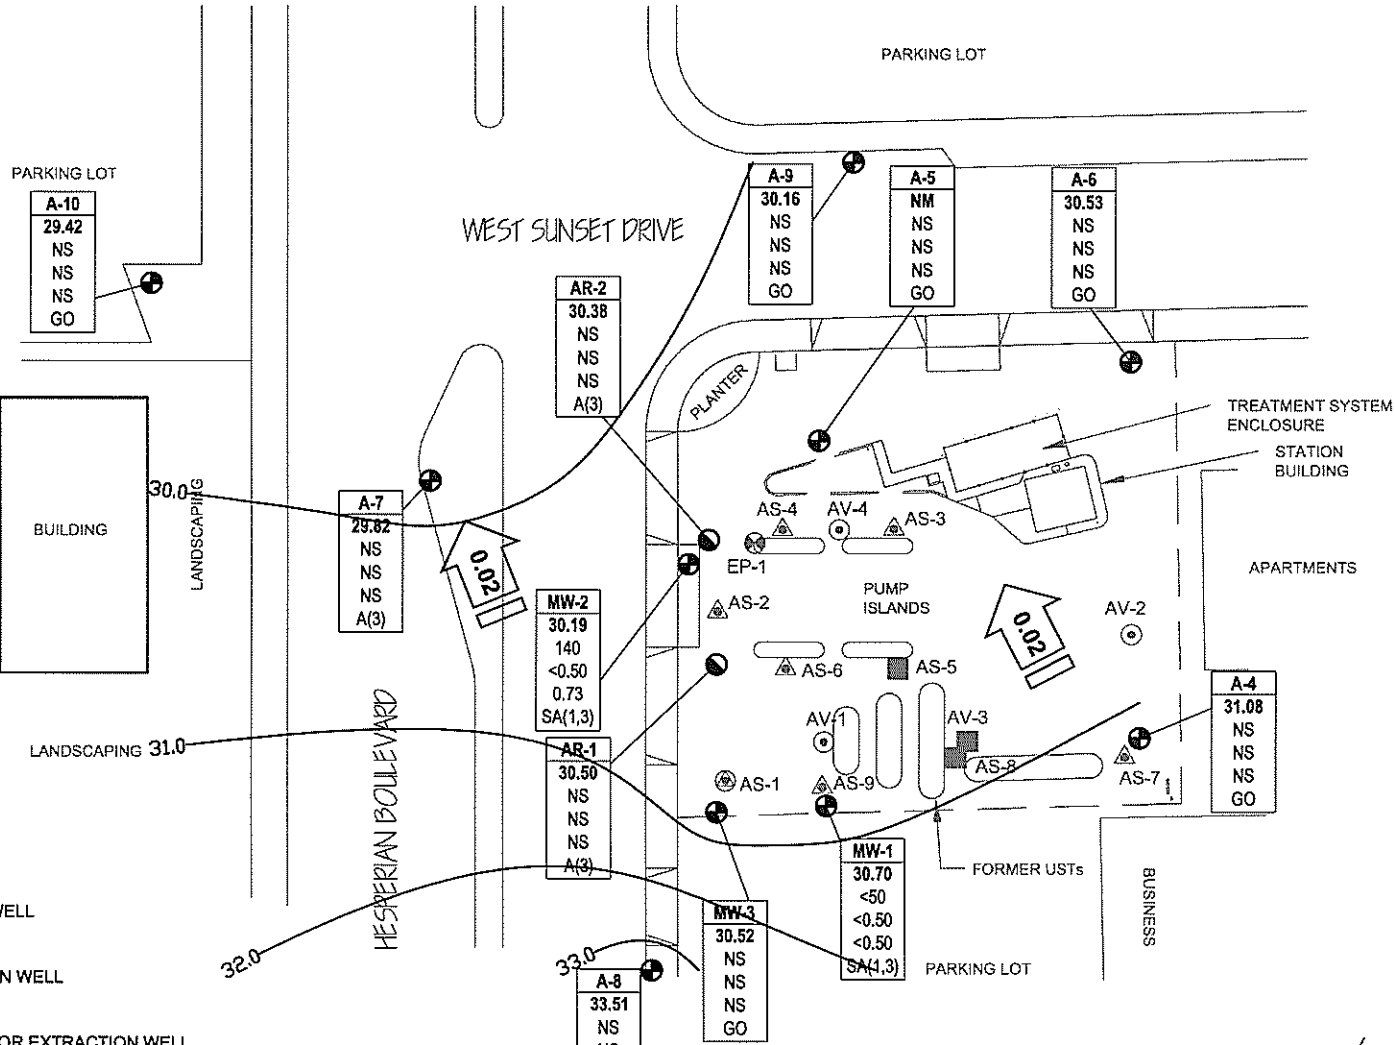 PARKING LOT
PARKING LOT
A-10
29.42
NS
NS
NS
GO
WEST SUNSET DRIVE
A-9
30.16
NS
NS
NS
GO
A-5
NM
NS
NS
NS
GO
A-6
30.53
NS
NS
NS
GO
AR-2
30.38
NS
NS
NS
A(3)
PLANTER
TREATMENT SYSTEM
ENCLOSURE
STATION
BUILDING
BUILDING
30.0
LANDSCAPING
A-7
29.82
NS
NS
NS
A(3)
0.02
AS-4
AV-4
AS-3
EP-1
MW-2
30.19
140
<0.50
0.73
SA(1,3)
AS-2
PUMP
ISLANDS
APARTMENTS
0.02
AV-2
AS-6
AS-5
A-4
31.08
NS
NS
NS
GO
LANDSCAPING
31.0
HESPERIAN BOULEVARD
AR-1
30.50
NS
NS
NS
A(3)
AV-1
AV-3
AS-8
AS-7
AS-1
AS-9
MW-1
30.70
<50
<0.50
<0.50
SA(1,3)
FORMER USTs
BUSINESS
MW-3
30.52
NS
NS
NS
GO
32.0
33.0
PARKING LOT
A-8
33.51
NS
WELL
N WELL
OR EXTRACTION WELL